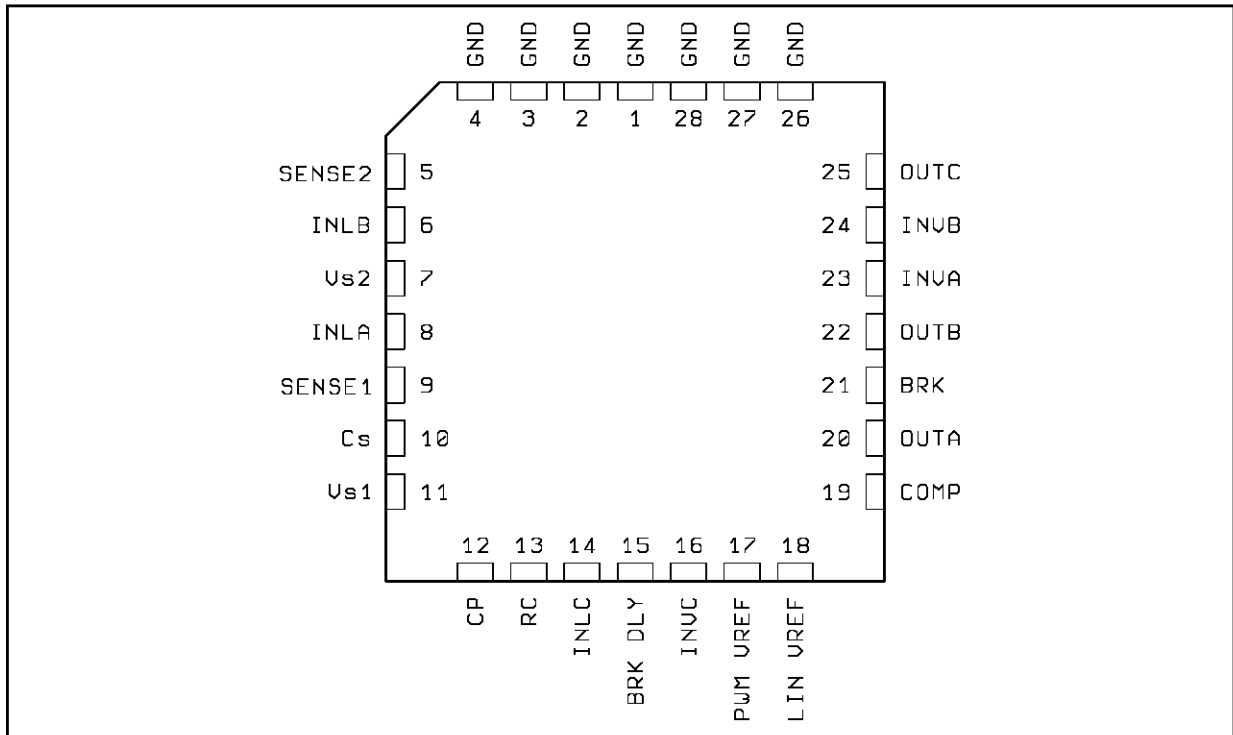 GND GND GND GND GND GND GND
4 3 2 1 28 27 26
SENSE2 5 25 OUTC
INLB 6 24 INVB
Vs2 7 23 INVA
INLA 8 22 OUTB
SENSE1 9 21 BRK
Cs 10 20 OUTA
Vs1 11 19 COMP
12 13 14 15 16 17 18
CP RC INLC BRK DLY INVC PWM VREF LIN VREF